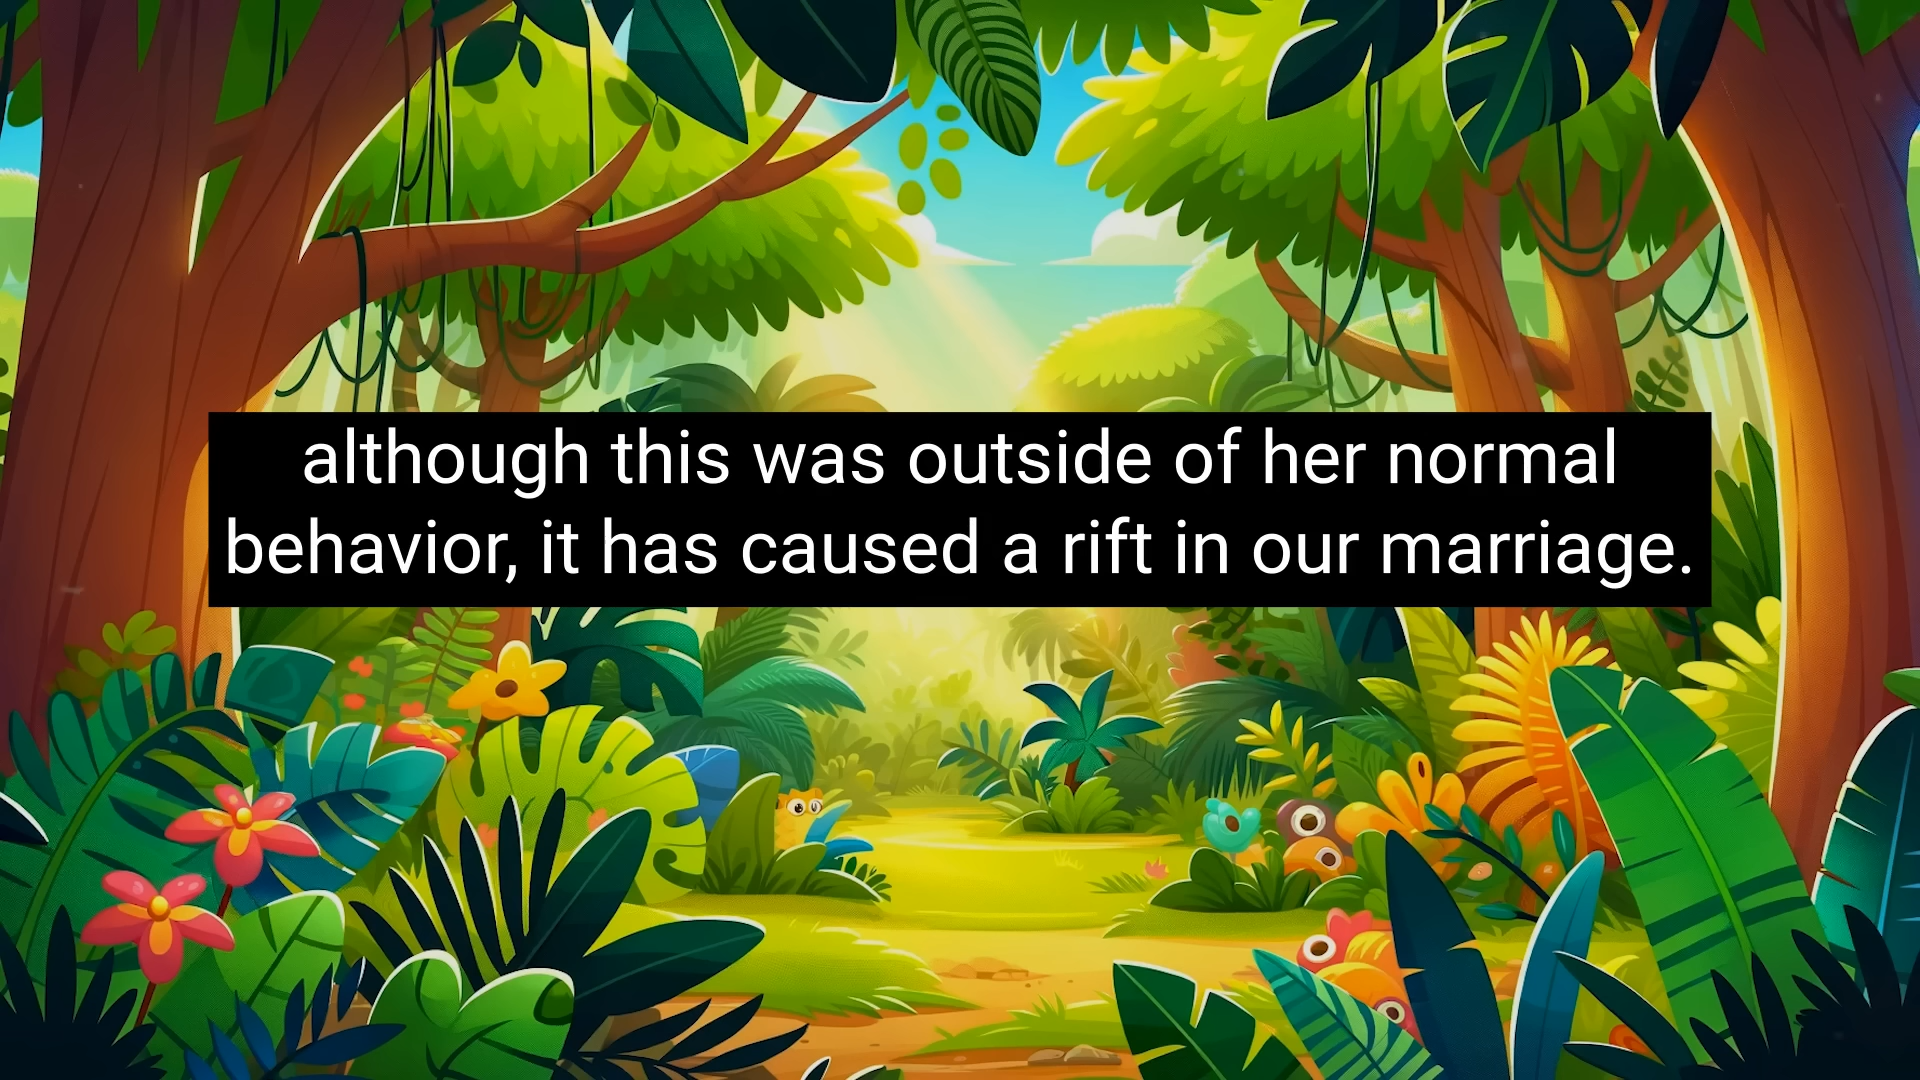 although this was outside of her normal
behavior, it has caused a rift in our marriage.